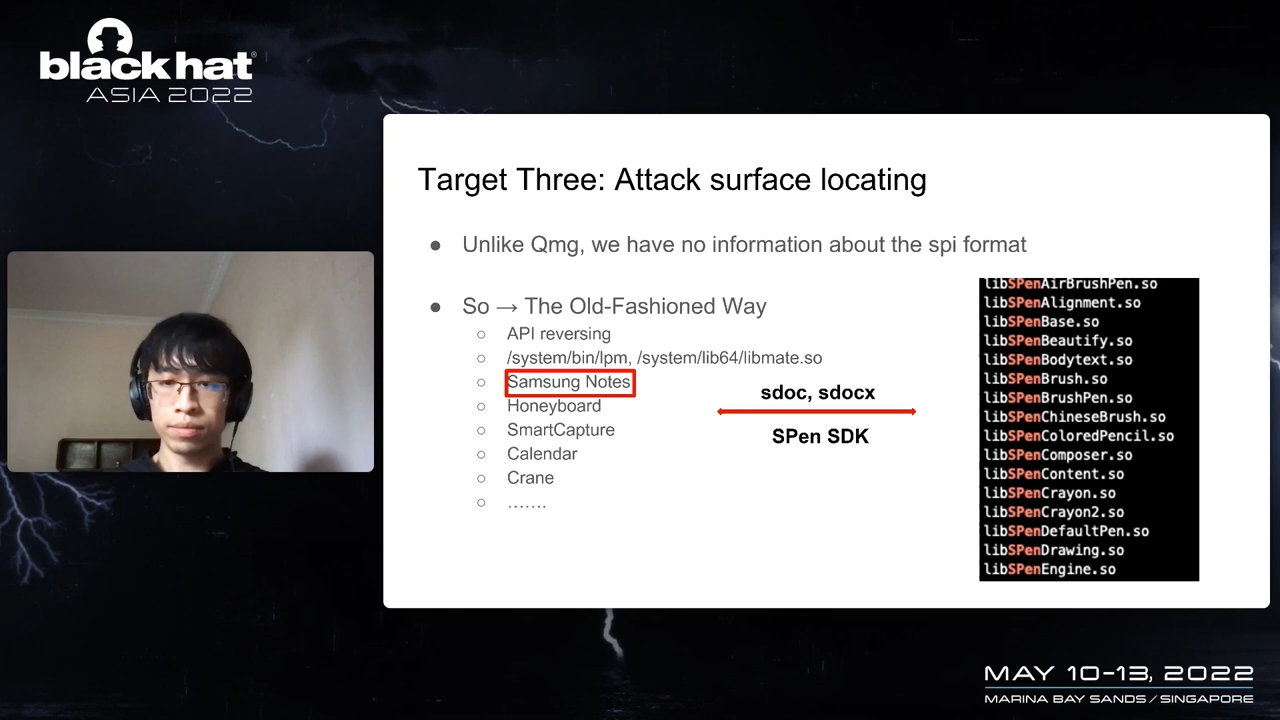 black hat®
ASIA 2022
Target Three: Attack surface locating
● Unlike Qmg, we have no information about the spi format
● So → The Old-Fashioned Way
○ API reversing
○ /system/bin/lpm, /system/lib64/libmate.so
○ Samsung Notes
○ Honeyboard
○ SmartCapture
○ Calendar
○ Crane
○ …….
sdoc, sdocx
SPen SDK
libSPenAirBrushPen.so
libSPenAlignment.so
libSPenBase.so
libSPenBeautify.so
libSPenBodytext.so
libSPenBrush.so
libSPenBrushPen.so
libSPenChineseBrush.so
libSPenColoredPencil.so
libSPenComposer.so
libSPenContent.so
libSPenCrayon.so
libSPenCrayon2.so
libSPenDefaultPen.so
libSPenDrawing.so
libSPenEngine.so
MAY 10-13, 2022
MARINA BAY SANDS / SINGAPORE